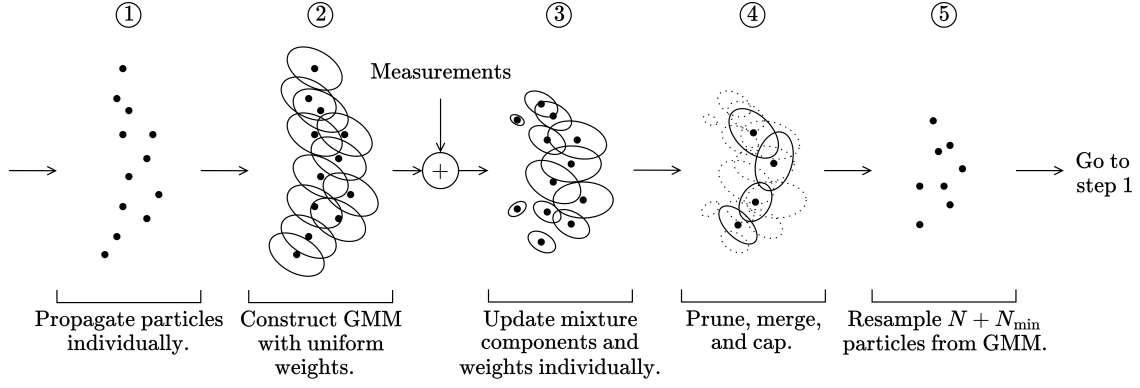 ① ② ③ ④ ⑤
Measurements
+
Go to
step 1
Propagate particles
individually.
Construct GMM
with uniform
weights.
Update mixture
components and
weights individually.
Prune, merge,
and cap.
Resample N + Nmin
particles from GMM.